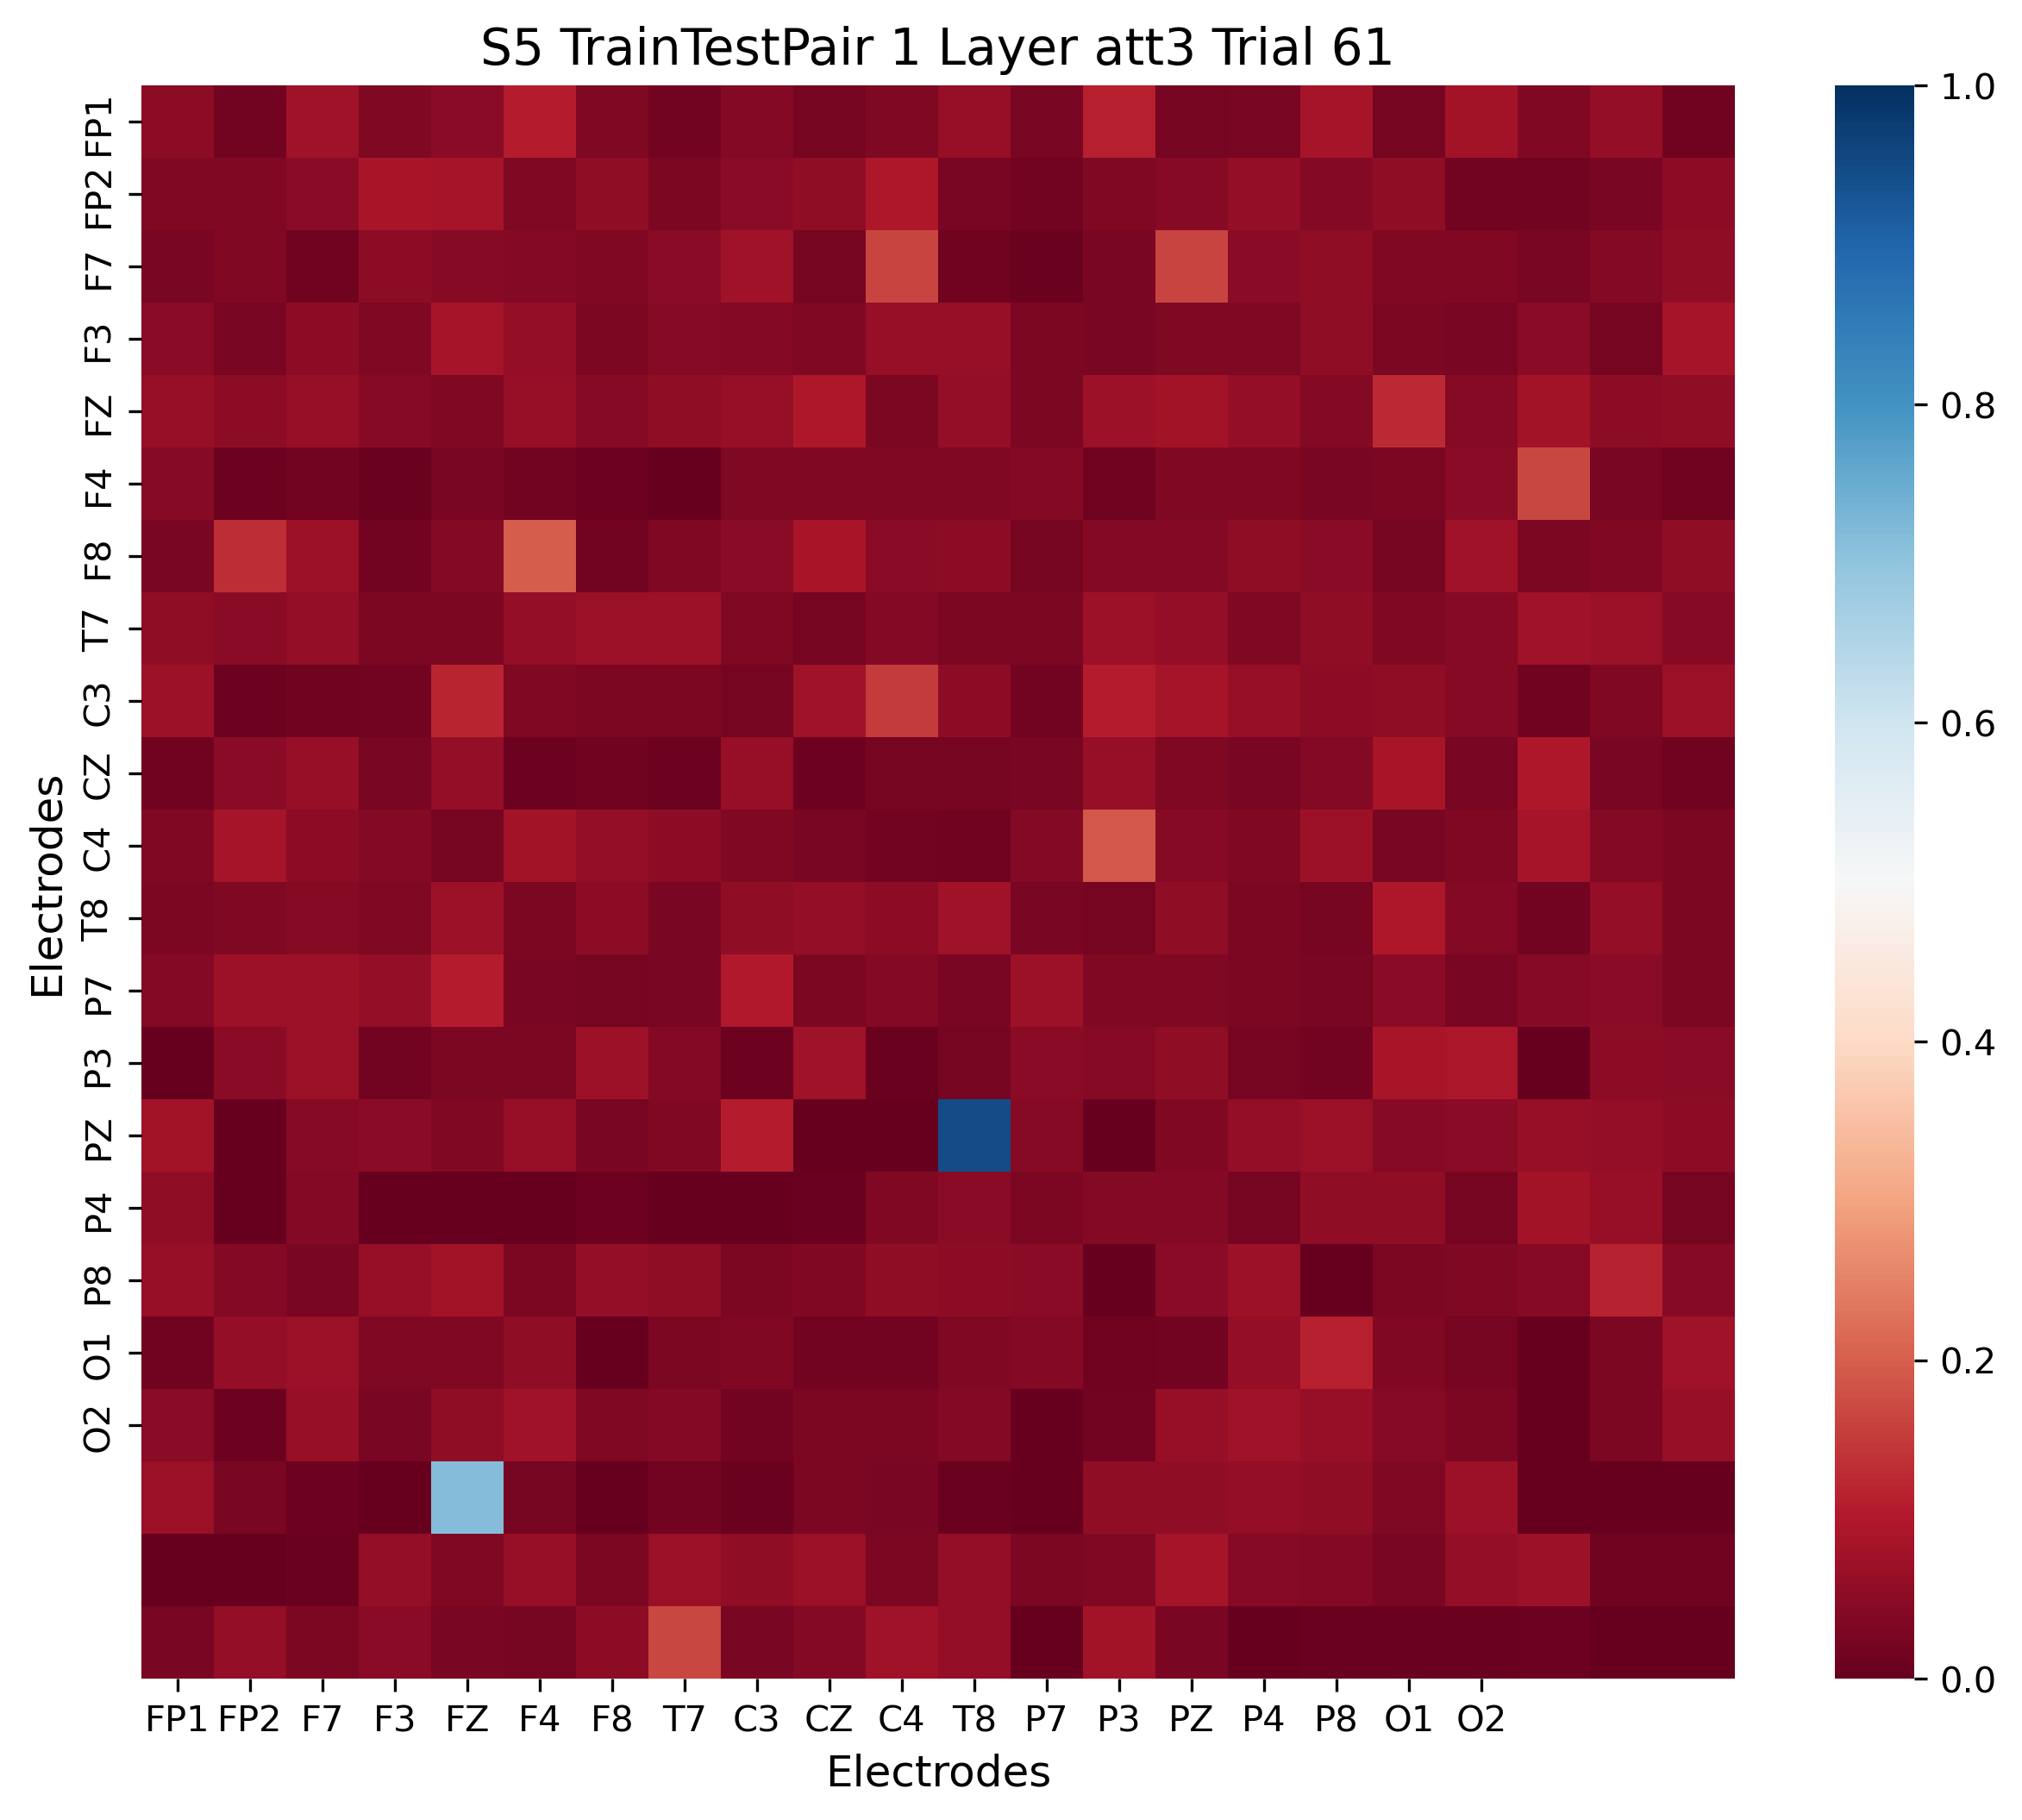 S5 TrainTestPair 1 Layer att3 Trial 61
Electrodes
FP1
FP2
F7
F3
FZ
F4
F8
T7
C3
CZ
C4
T8
P7
P3
PZ
P4
P8
O1
O2
FP1 FP2 F7 F3 FZ F4 F8 T7 C3 CZ C4 T8 P7 P3 PZ P4 P8 O1 O2
Electrodes
1.0
0.8
0.6
0.4
0.2
0.0